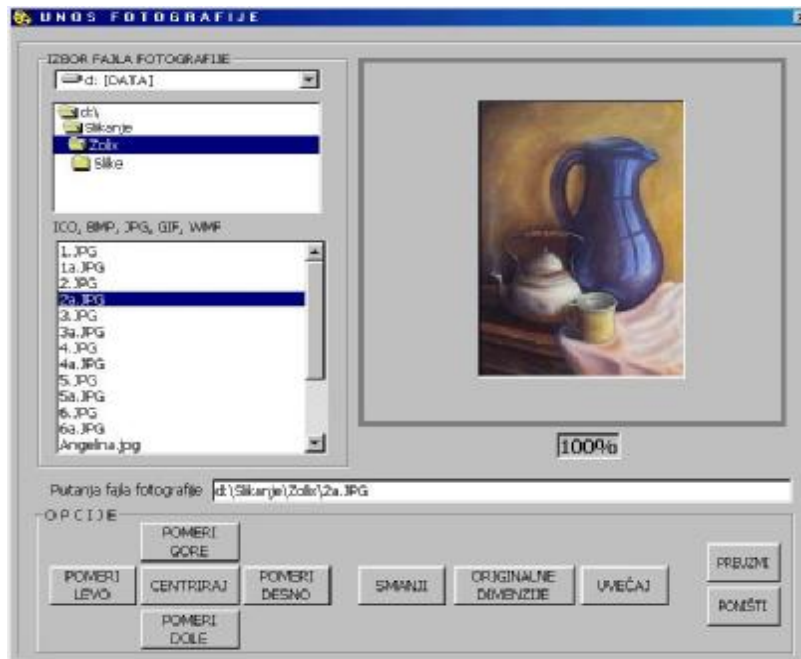 UNOS FOTOGRAFIJE
IZBOR FAJLA FOTOGRAFIJE
d: [DATA]
d:\
Slikanje
Zolix
Slike
ICO, BMP, JPG, GIF, WMF
1.JPG
1a.JPG
2.JPG
2a.JPG
3.JPG
3a.JPG
4.JPG
4a.JPG
5.JPG
5a.JPG
6.JPG
6a.JPG
Angelina.jpg
100%
Putanja fajla fotografije d:\Slikanje\Zolix\2a.JPG
OPCIJE
POMERI
GORE
POMERI
LEVO
CENTRIRAJ
POMERI
DESNO
POMERI
DOLE
SMANJI
ORIGINALNE
DIMENZIJE
UVEĆAJ
PREUZMI
PONIŠTI